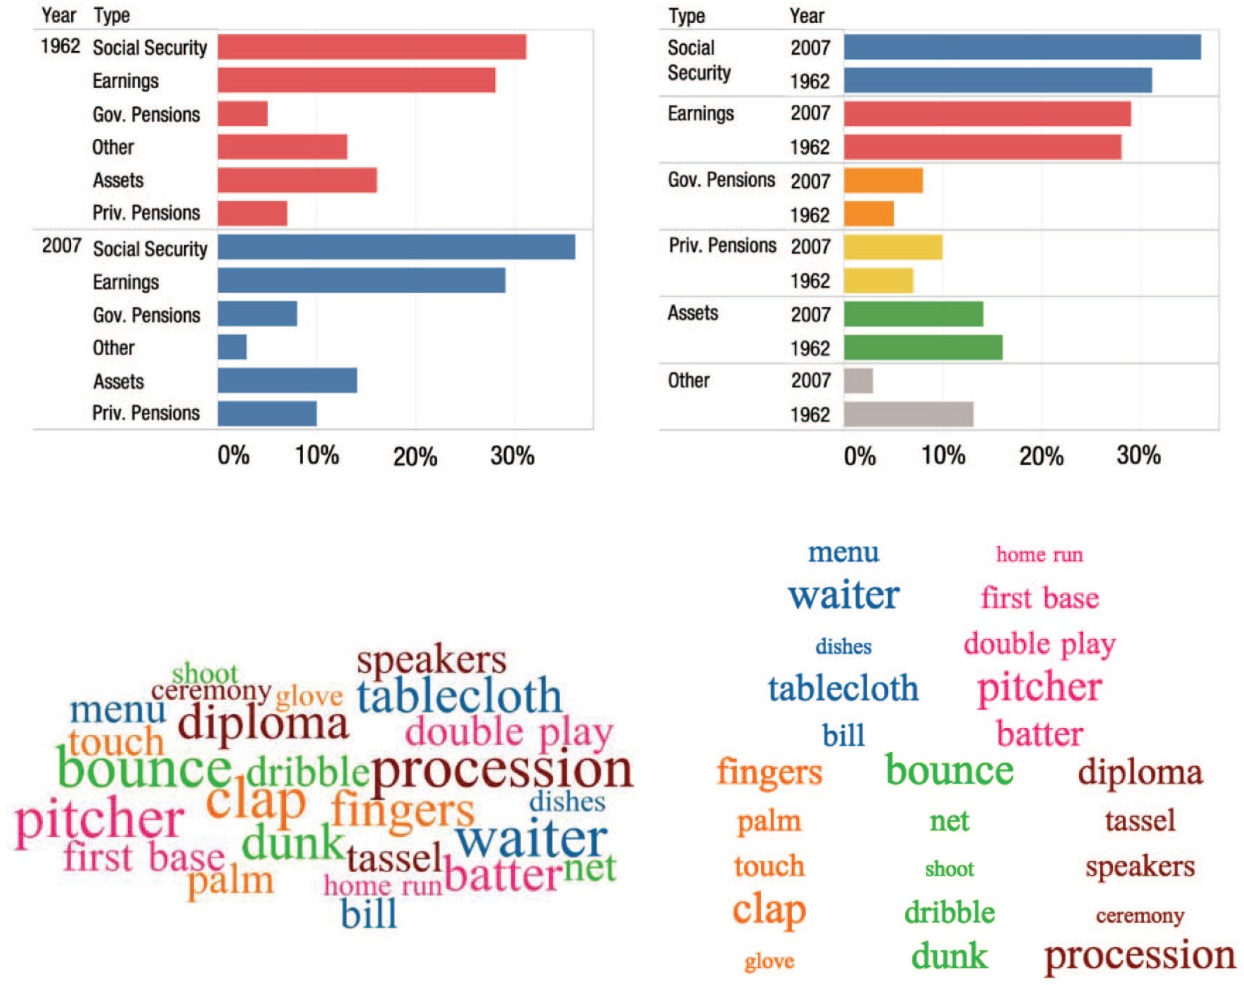 Year Type
1962 Social Security
Earnings
Gov. Pensions
Other
Assets
Priv. Pensions
2007 Social Security
Earnings
Gov. Pensions
Other
Assets
Priv. Pensions
0% 10% 20% 30%
Type Year
Social Security 2007
1962
Earnings 2007
1962
Gov. Pensions 2007
1962
Priv. Pensions 2007
1962
Assets 2007
1962
Other 2007
1962
0% 10% 20% 30%
speakers
shoot
ceremony glove tablecloth
menu diploma
touch double play
bounce dribble procession
clap fingers dishes
pitcher
dunk waiter
first base tassel batter net
palm home run
bill
menu home run
waiter first base
dishes double play
tablecloth pitcher
bill batter
fingers bounce diploma
palm net tassel
touch shoot speakers
clap dribble ceremony
glove dunk procession